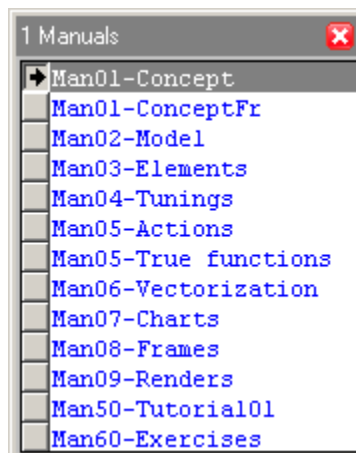 1 Manuals
Man01-Concept
Man01-ConceptFr
Man02-Model
Man03-Elements
Man04-Tunings
Man05-Actions
Man05-True functions
Man06-Vectorization
Man07-Charts
Man08-Frames
Man09-Renders
Man50-Tutorial01
Man60-Exercises